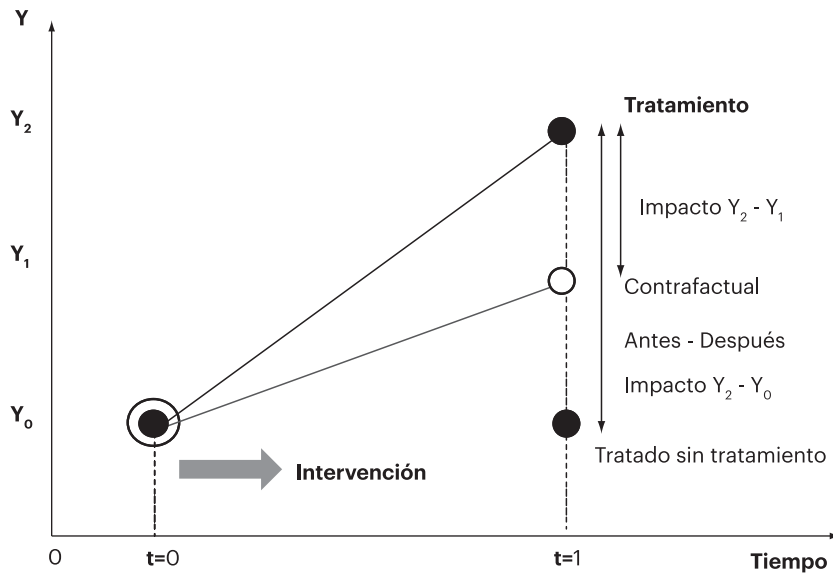 Y
Y₂
Tratamiento
Impacto Y₂ - Y₁
Y₁
Contrafactual
Antes - Después
Impacto Y₂ - Y₀
Y₀
Tratado sin tratamiento
Intervención
0
t=0
t=1
Tiempo